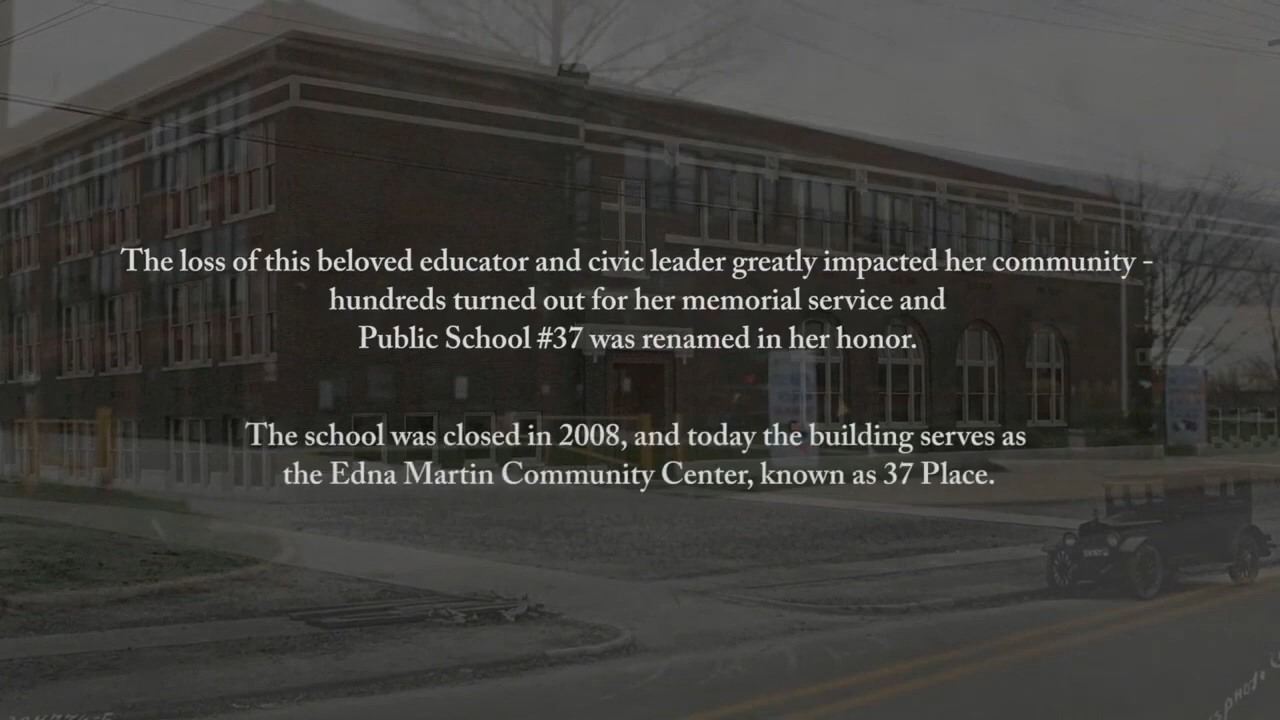 The loss of this beloved educator and civic leader greatly impacted her community -
hundreds turned out for her memorial service and
Public School #37 was renamed in her honor.
The school was closed in 2008, and today the building serves as
the Edna Martin Community Center, known as 37 Place.